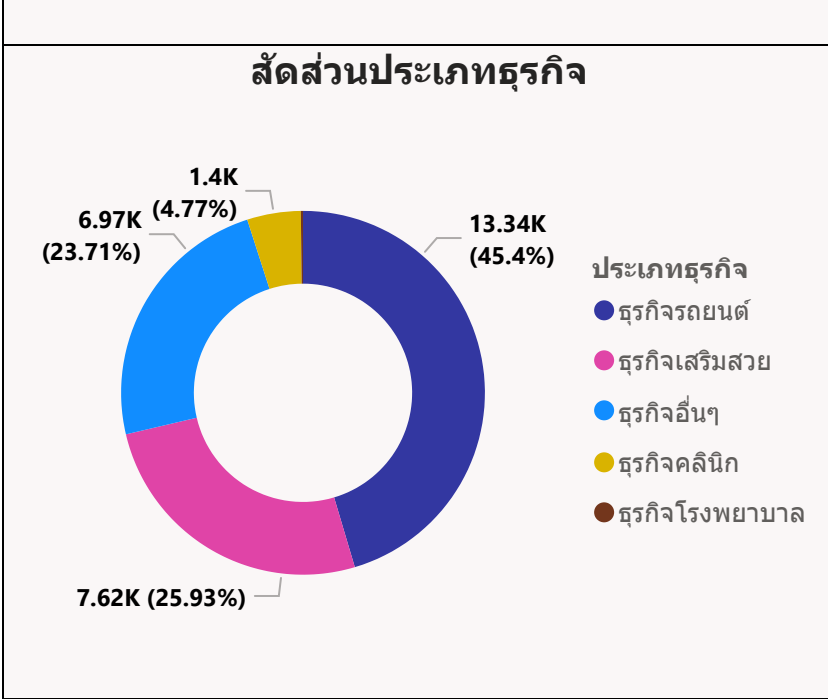 สัดส่วนประเภทธุรกิจ
1.4K
(4.77%)
6.97K
(23.71%)
13.34K
(45.4%)
7.62K (25.93%)
ประเภทธุรกิจ
ธุรกิจรถยนต์
ธุรกิจเสริมสวย
ธุรกิจอื่นๆ
ธุรกิจคลินิก
ธุรกิจโรงพยาบาล